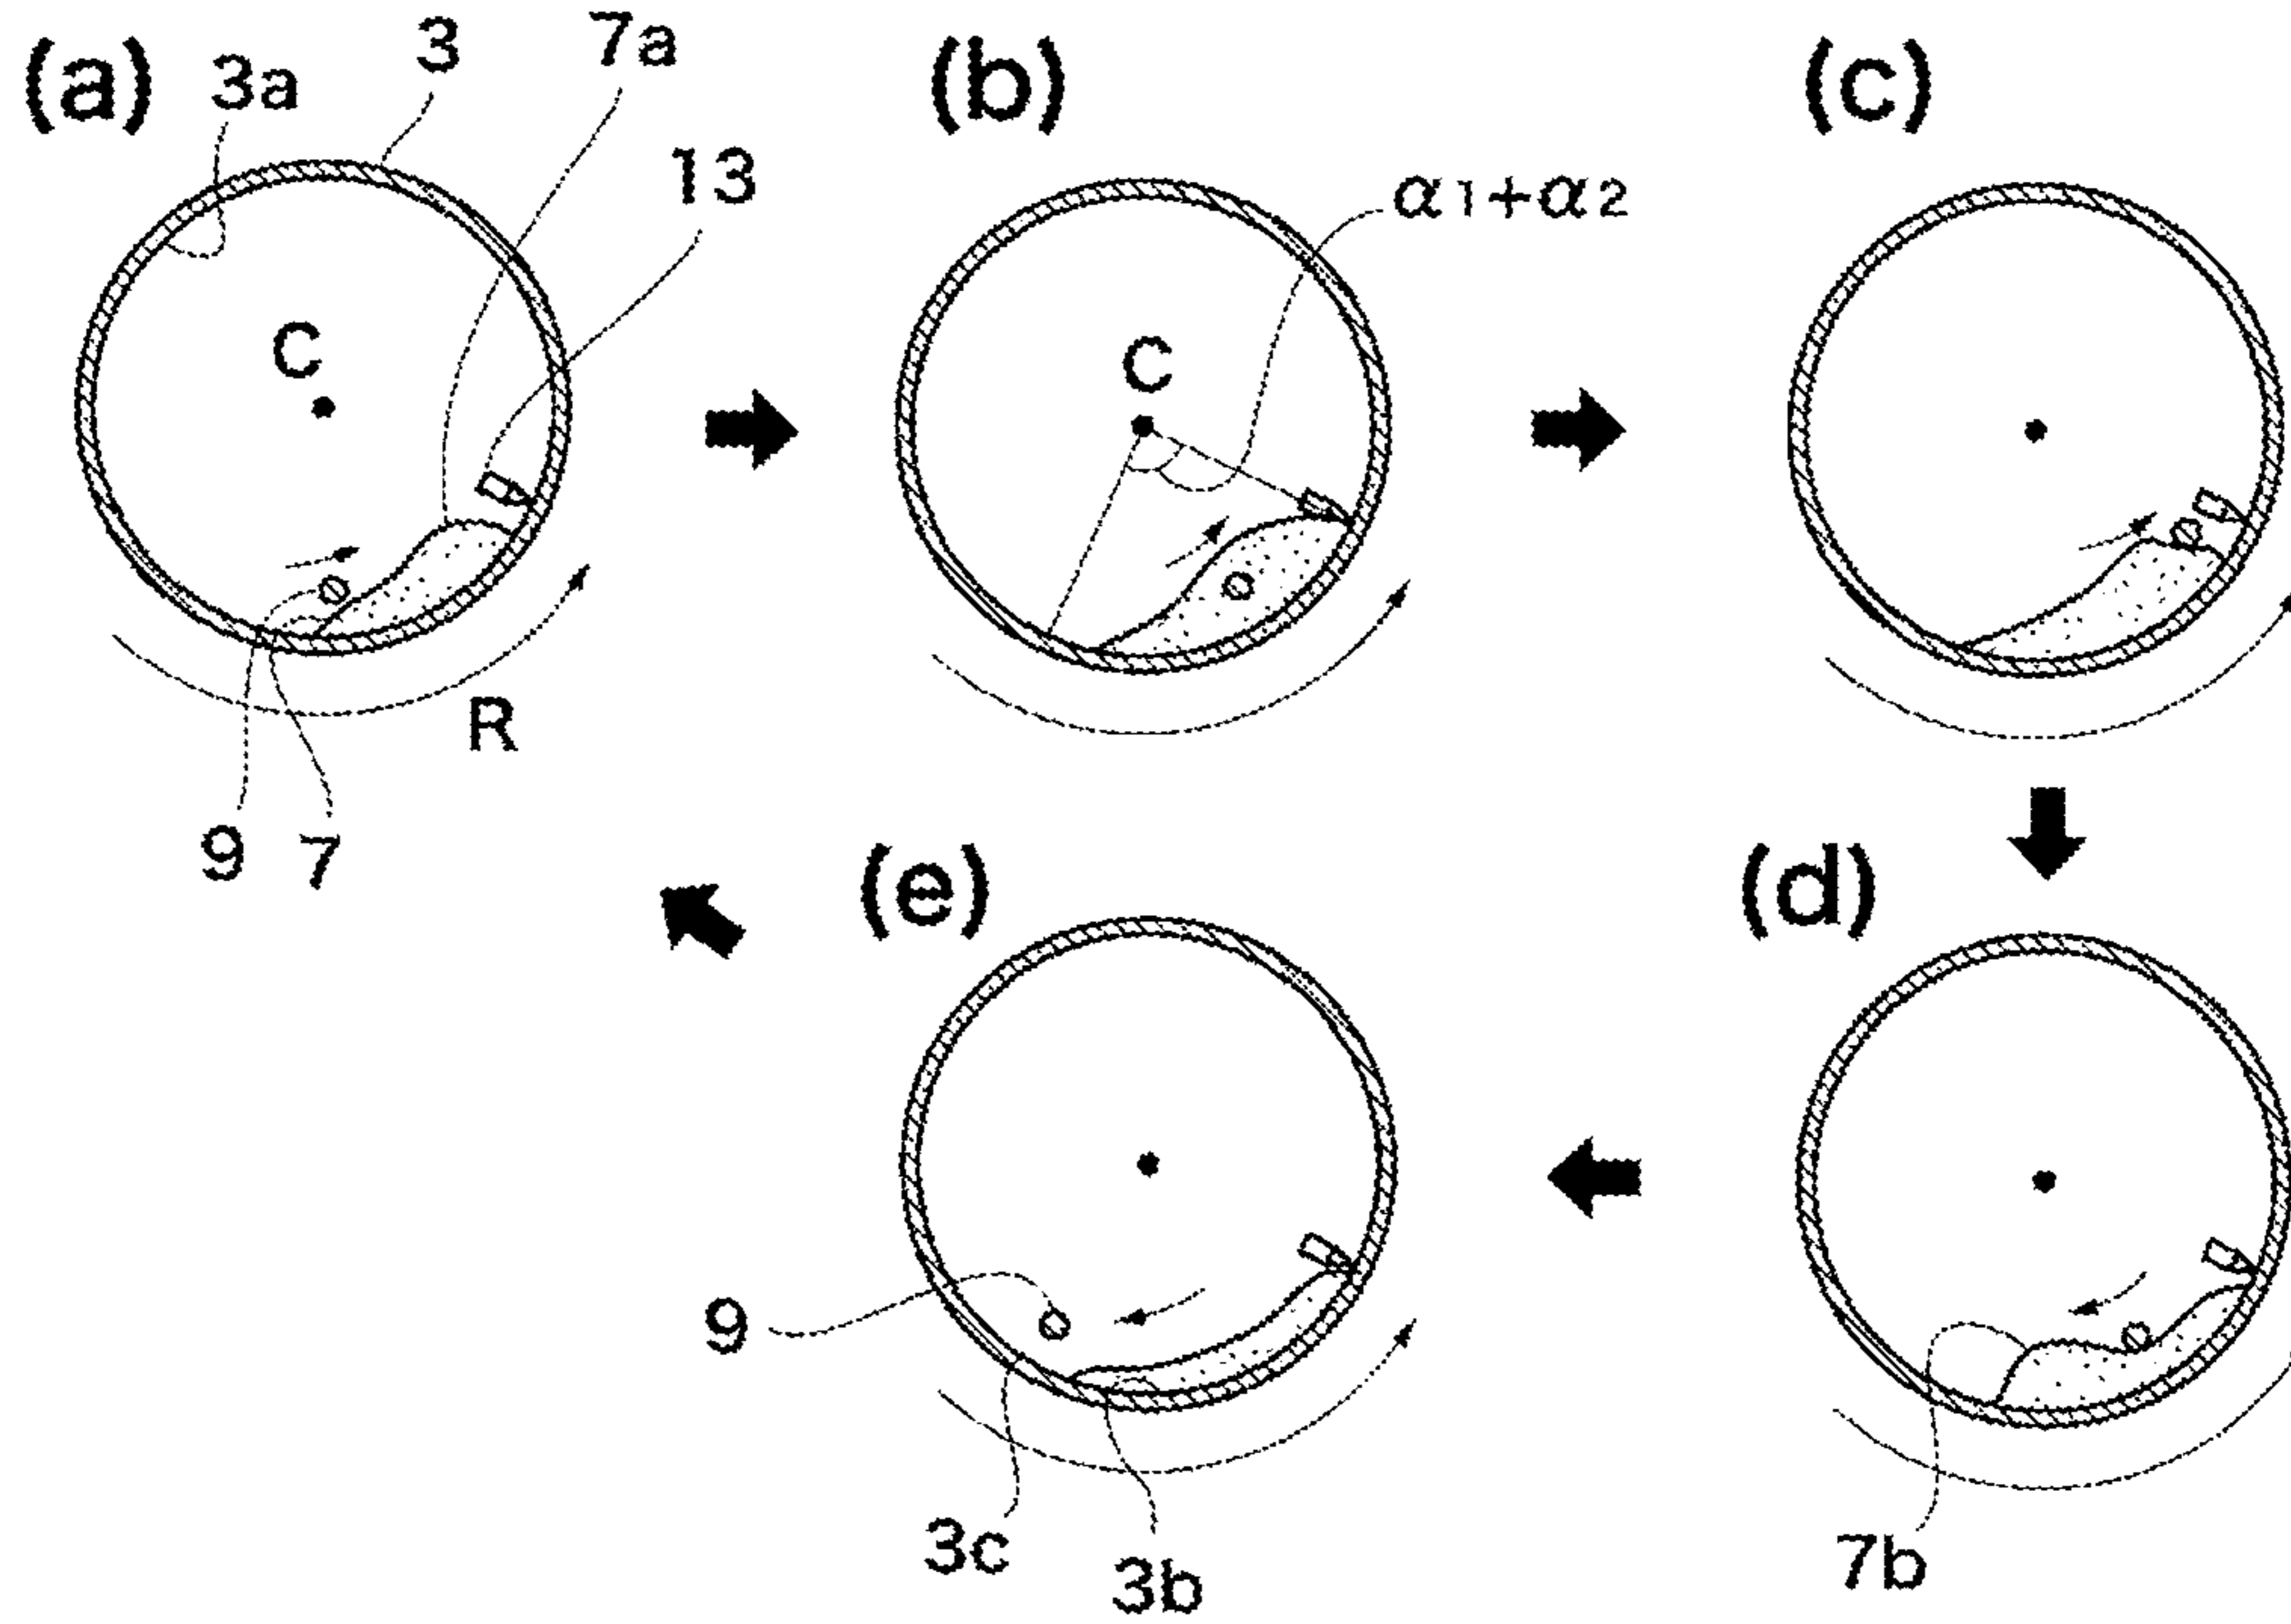 (a) 3a 3 7a (b) (c)
13 α1+α2
C C
R
9 7 (e) (d)
9
3c 3b 7b